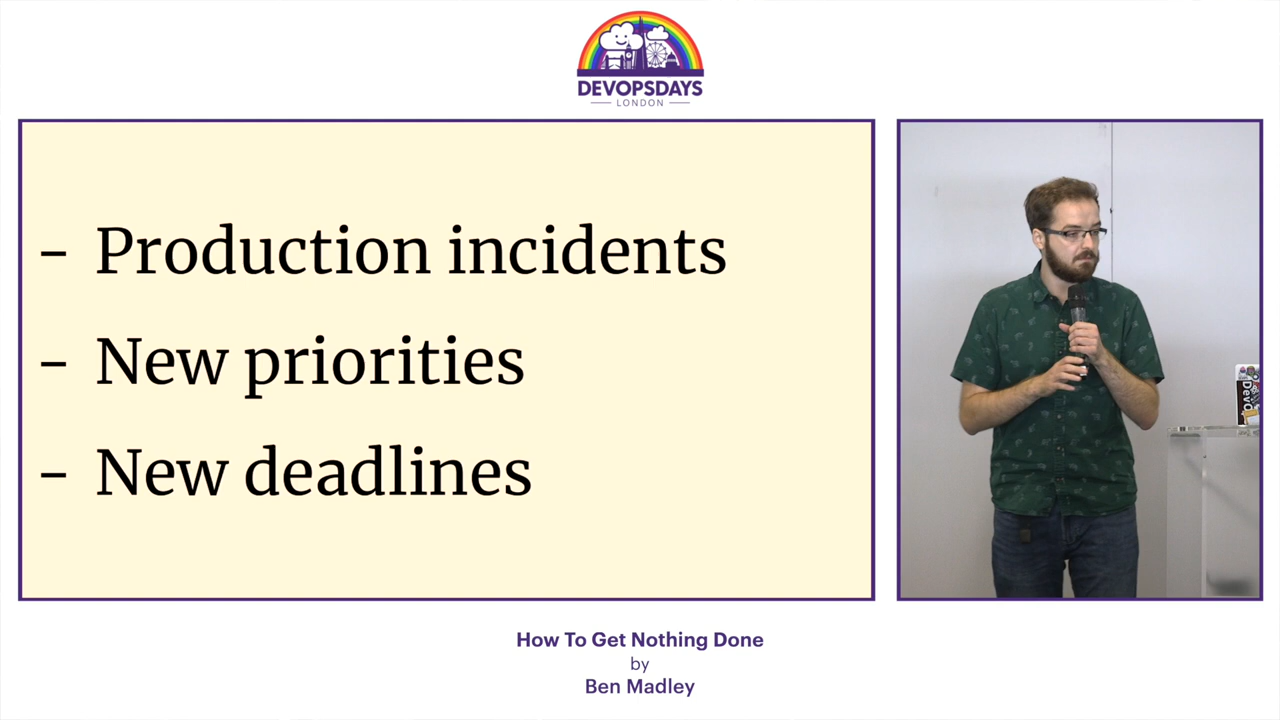 DEVOPSDAYS
LONDON
- Production incidents
- New priorities
- New deadlines
How To Get Nothing Done
by
Ben Madley